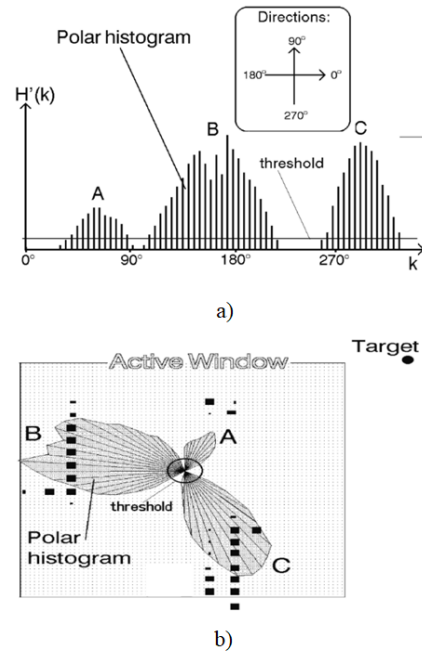 Directions:
90°
180° 0°
270°
Polar histogram
H'(k)
A
B
C
threshold
0° 90° 180° 270° k
a)
Active Window
Target
B
A
threshold
Polar
histogram
C
b)